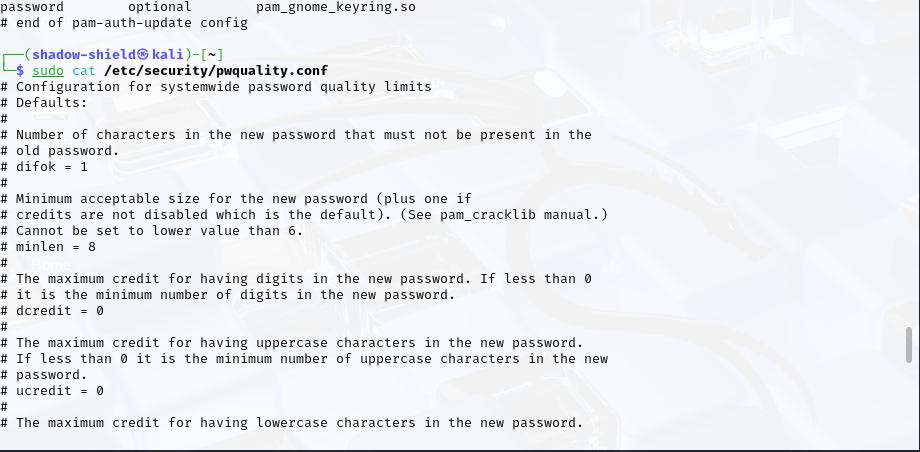 password        optional        pam_gnome_keyring.so
# end of pam-auth-update config
┌──(shadow-shield㉿kali)-[~]
└─$ sudo cat /etc/security/pwquality.conf
# Configuration for systemwide password quality limits
# Defaults:
#
# Number of characters in the new password that must not be present in the
# old password.
# difok = 1
#
# Minimum acceptable size for the new password (plus one if
# credits are not disabled which is the default). (See pam_cracklib manual.)
# Cannot be set to lower value than 6.
# minlen = 8
#
# The maximum credit for having digits in the new password. If less than 0
# it is the minimum number of digits in the new password.
# dcredit = 0
#
# The maximum credit for having uppercase characters in the new password.
# If less than 0 it is the minimum number of uppercase characters in the new
# password.
# ucredit = 0
#
# The maximum credit for having lowercase characters in the new password.